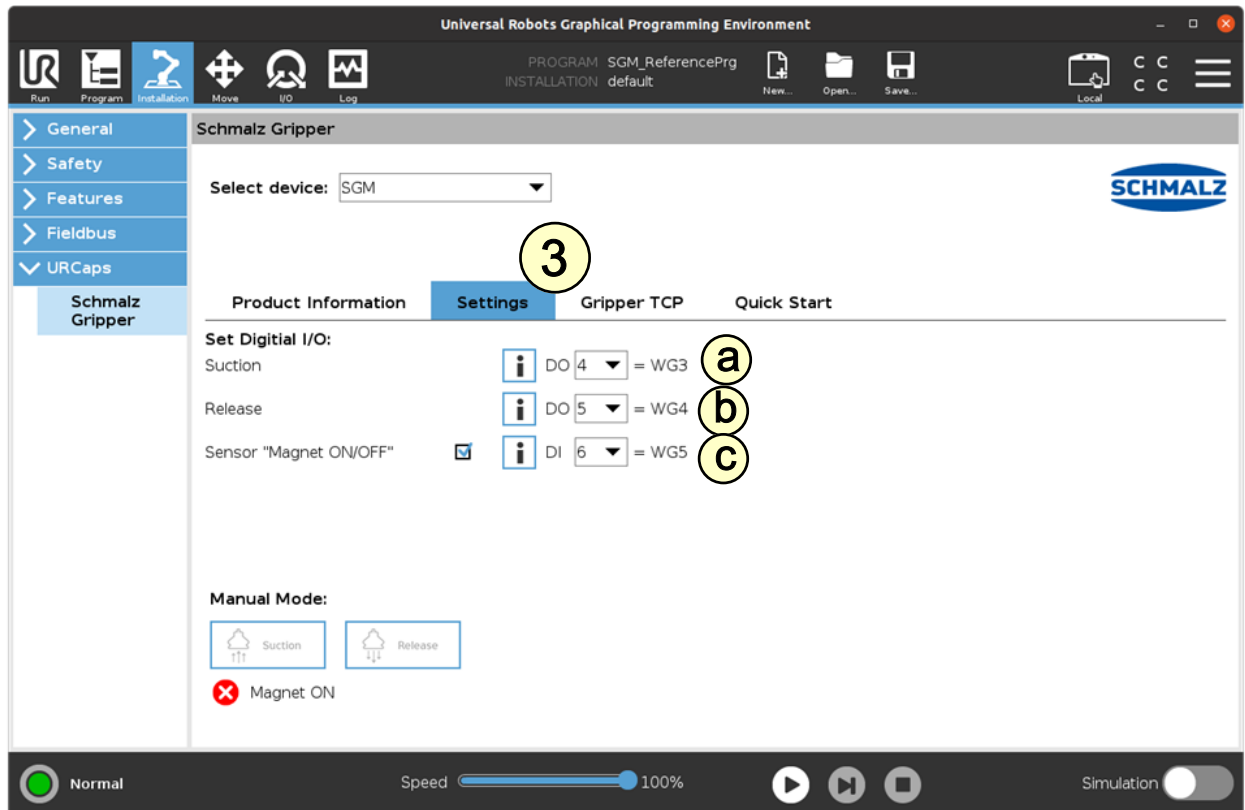 Universal Robots Graphical Programming Environment
UR
Run
Program
Installation
Move
I/O
Log
PROGRAM SGM_ReferencePrg
INSTALLATION default
New...
Open...
Save...
Local
C C
C C
General
Safety
Features
Fieldbus
URCaps
Schmalz
Gripper
Schmalz Gripper
Select device: SGM
SCHMALZ
3
Product Information Settings Gripper TCP Quick Start
Set Digitial I/O:
Suction i DO 4 = WG3 a
Release i DO 5 = WG4 b
Sensor "Magnet ON/OFF" i DI 6 = WG5 c
Manual Mode:
Suction Release
Magnet ON
Normal Speed 100% Simulation